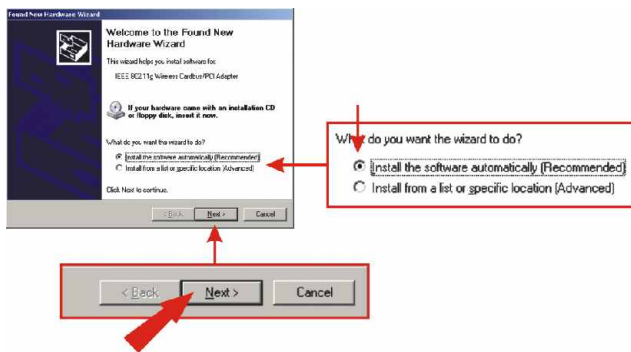 Found New Hardware Wizard
Welcome to the Found New
Hardware Wizard
This wizard helps you install software for:
IEEE 802.11g Wireless Cardbus/PCI Adapter
If your hardware came with an installation CD
or floppy disk, insert it now.
What do you want the wizard to do?
Install the software automatically (Recommended)
Install from a list or specific location (Advanced)
Click Next to continue.
< Back
Next >
Cancel
What do you want the wizard to do?
Install the software automatically (Recommended)
Install from a list or specific location (Advanced)
< Back
Next >
Cancel